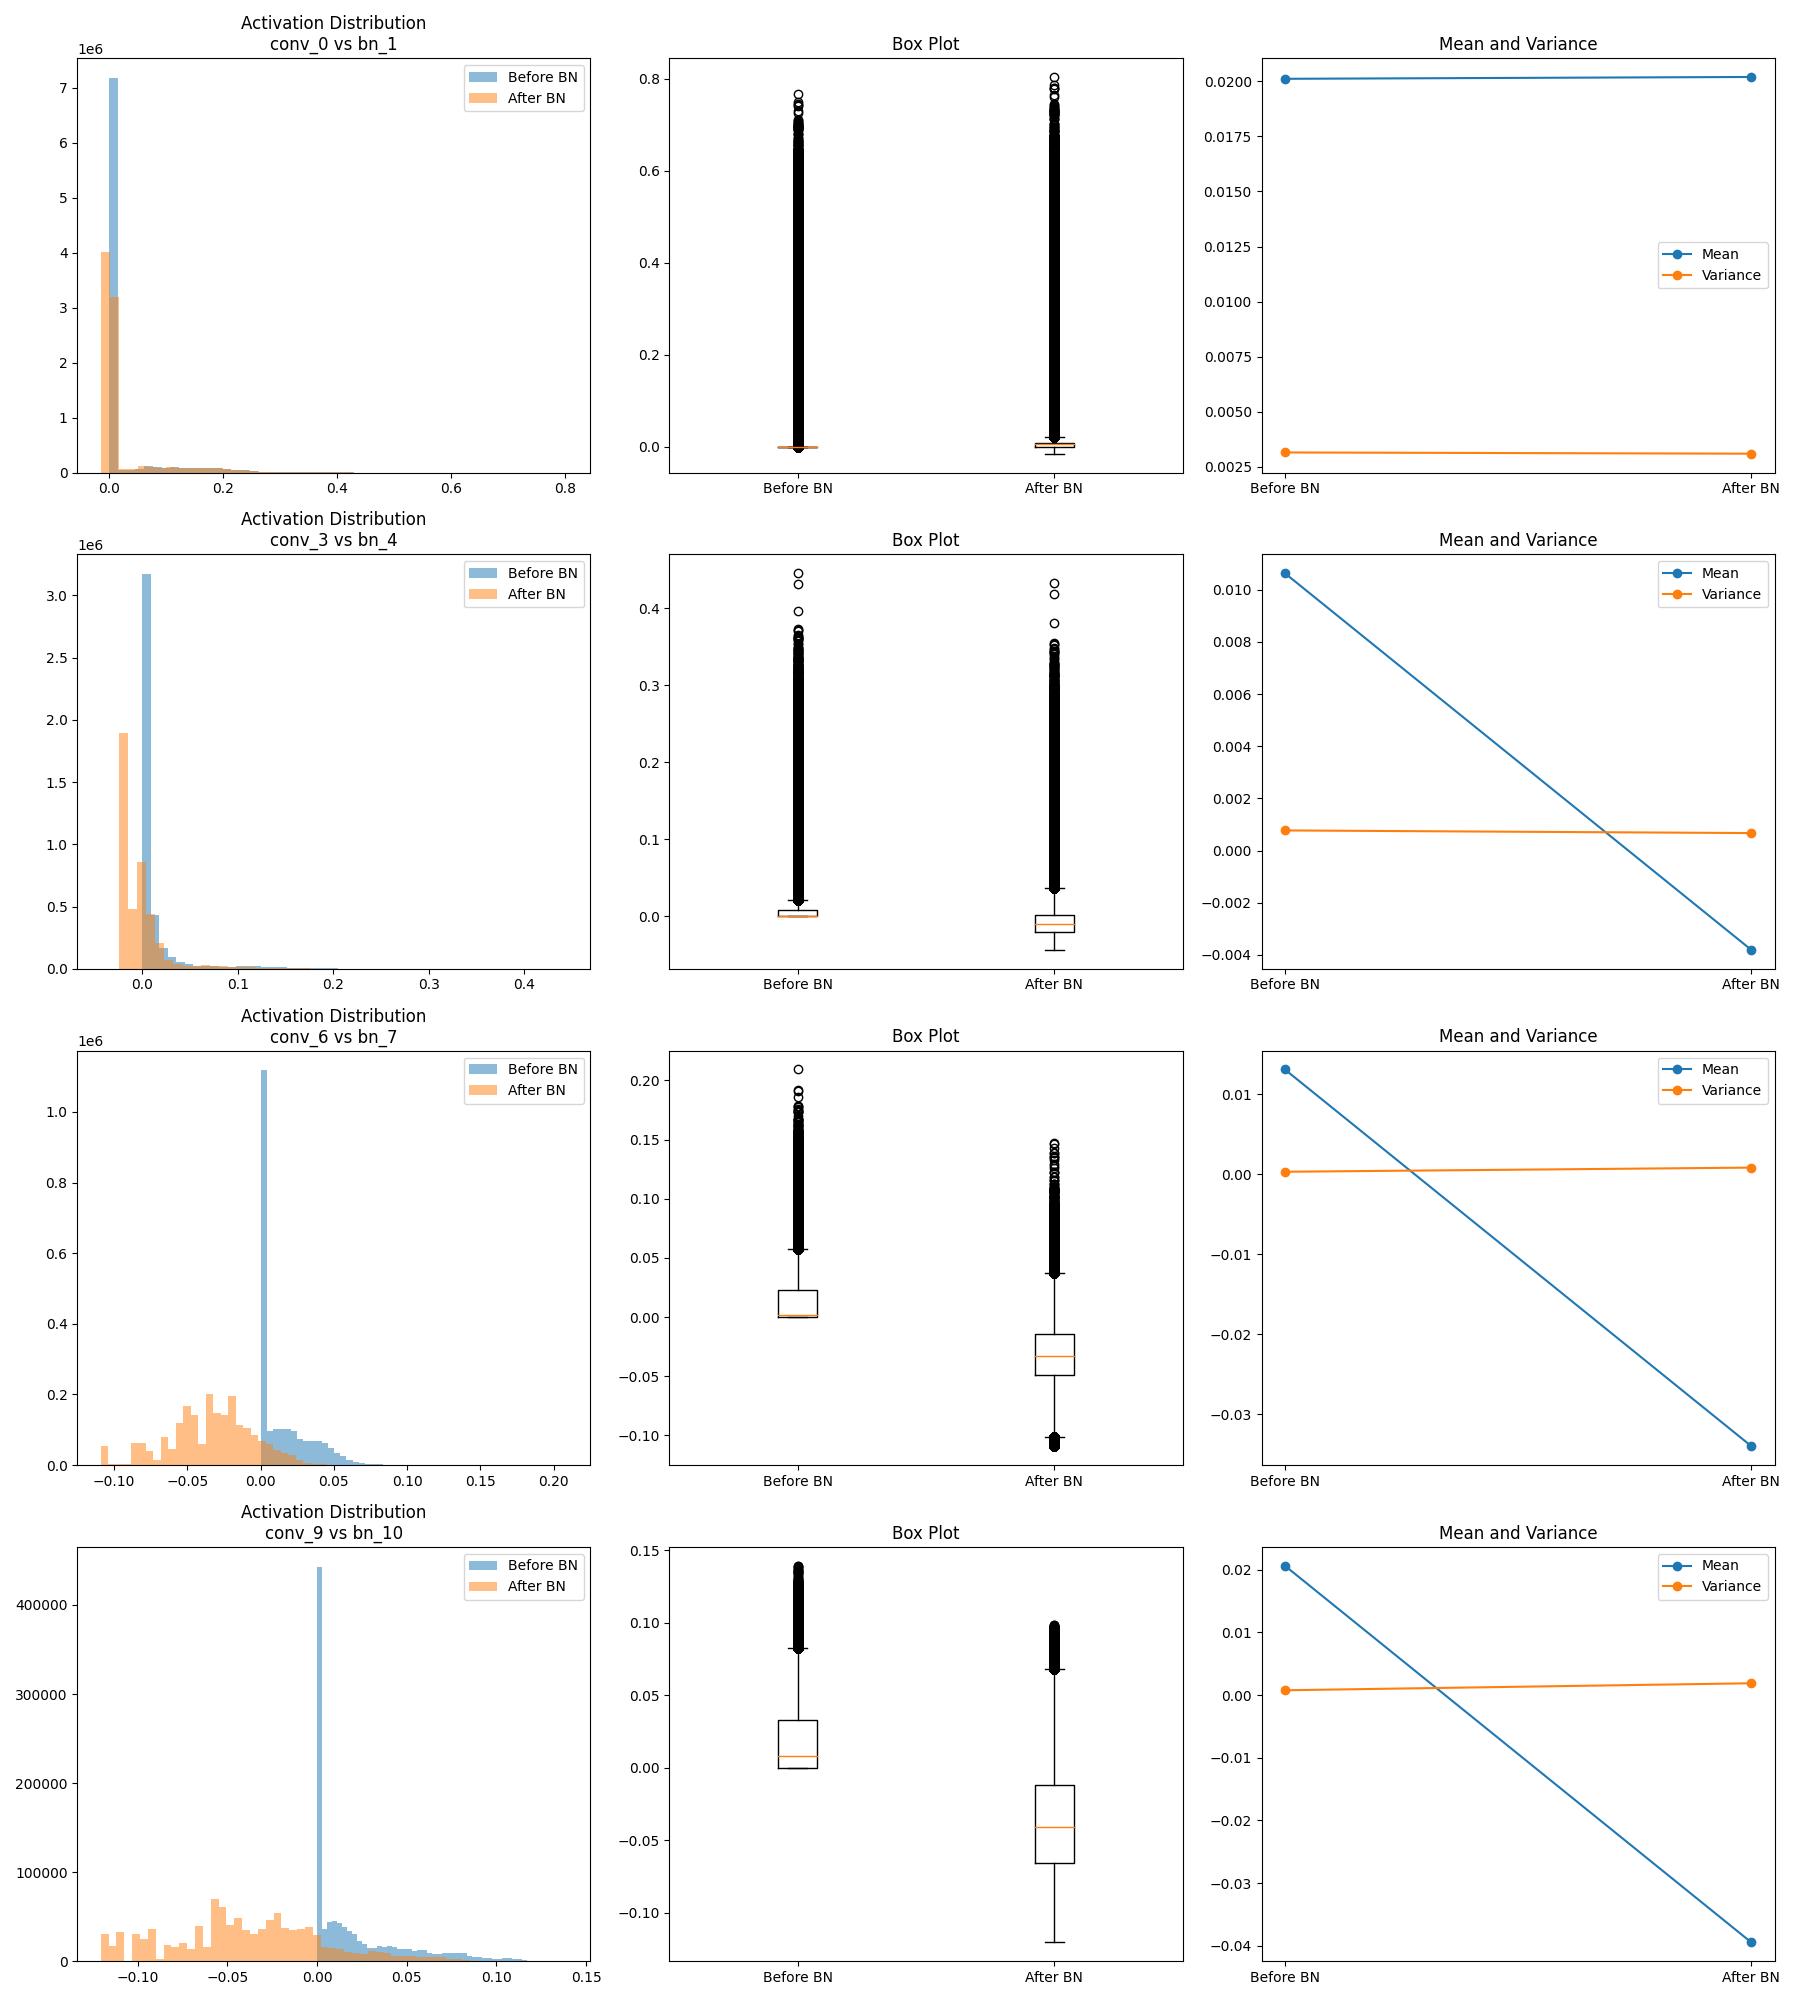 Activation Distribution
conv_0 vs bn_1
1e6
7
6
5
4
3
2
1
0
0.0 0.2 0.4 0.6 0.8
Before BN
After BN
Box Plot
0.8
0.6
0.4
0.2
0.0
Before BN After BN
Mean and Variance
0.0200
0.0175
0.0150
0.0125
0.0100
0.0075
0.0050
0.0025
Mean
Variance
Before BN After BN
Activation Distribution
conv_3 vs bn_4
1e6
3.0
2.5
2.0
1.5
1.0
0.5
0.0
0.0 0.1 0.2 0.3 0.4
Before BN
After BN
Box Plot
0.4
0.3
0.2
0.1
0.0
Before BN After BN
Mean and Variance
0.010
0.008
0.006
0.004
0.002
0.000
−0.002
−0.004
Mean
Variance
Before BN After BN
Activation Distribution
conv_6 vs bn_7
1e6
1.0
0.8
0.6
0.4
0.2
0.0
−0.10 −0.05 0.00 0.05 0.10 0.15 0.20
Before BN
After BN
Box Plot
0.20
0.15
0.10
0.05
0.00
−0.05
−0.10
Before BN After BN
Mean and Variance
0.01
0.00
−0.01
−0.02
−0.03
Mean
Variance
Before BN After BN
Activation Distribution
conv_9 vs bn_10
400000
300000
200000
100000
0
−0.10 −0.05 0.00 0.05 0.10 0.15
Before BN
After BN
Box Plot
0.15
0.10
0.05
0.00
−0.05
−0.10
Before BN After BN
Mean and Variance
0.02
0.01
0.00
−0.01
−0.02
−0.03
−0.04
Mean
Variance
Before BN After BN